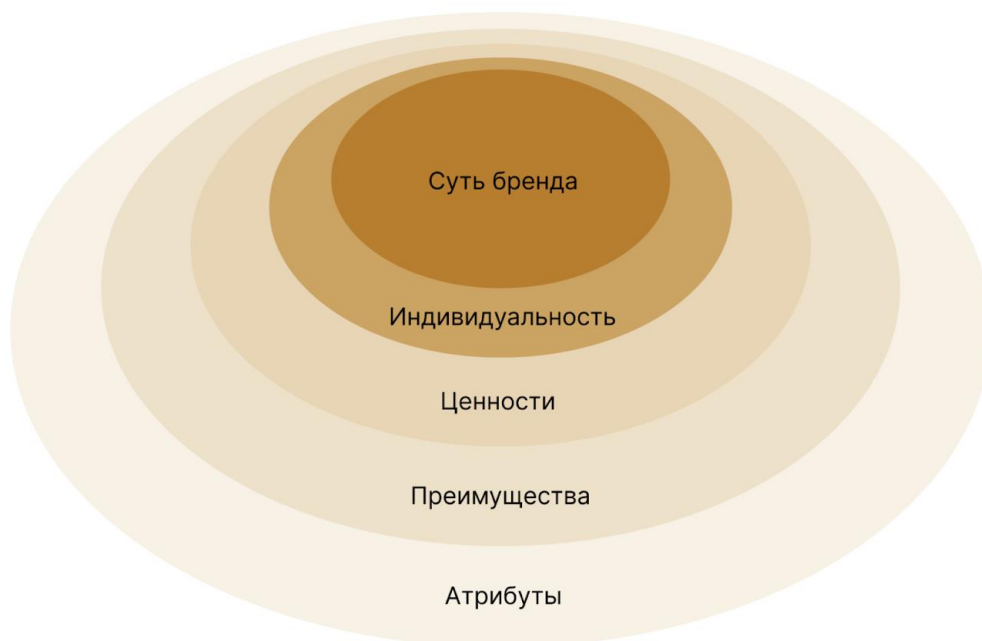 Суть бренда
Индивидуальность
Ценности
Преимущества
Атрибуты